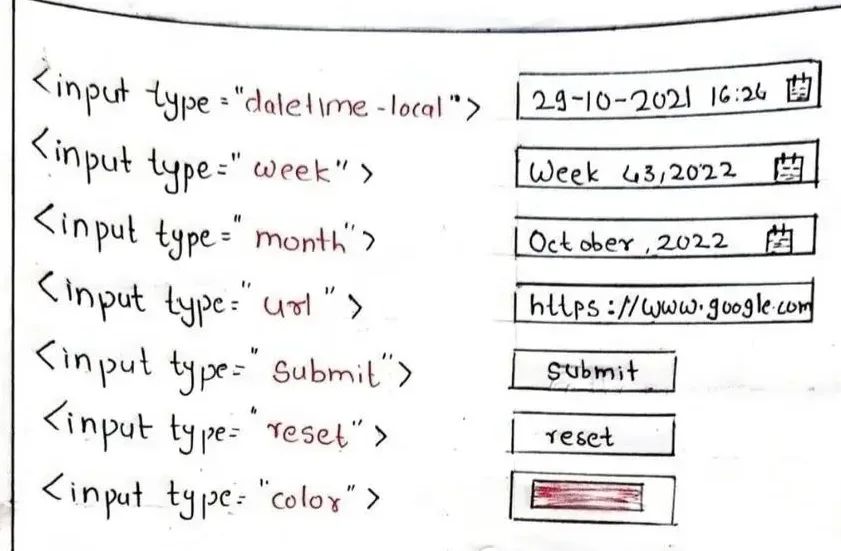 <input type="datetime-local"> 29-10-2021 16:26
<input type="week"> Week 43,2022
<input type="month"> October,2022
<input type="url"> https://www.google.com
<input type="Submit"> submit
<input type="reset"> reset
<input type="color">